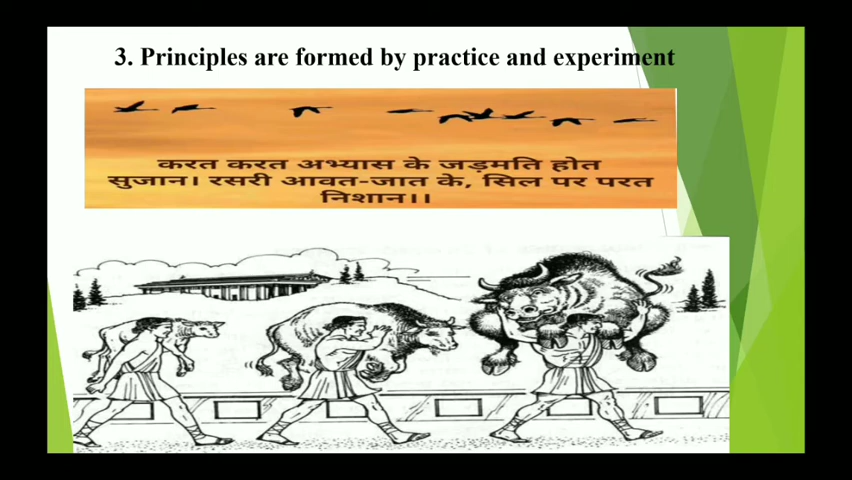 3. Principles are formed by practice and experiment
करत करत अभ्यास के जड़मति होत
सुजान। रसरी आवत-जात के, सिल पर परत
निशान।।